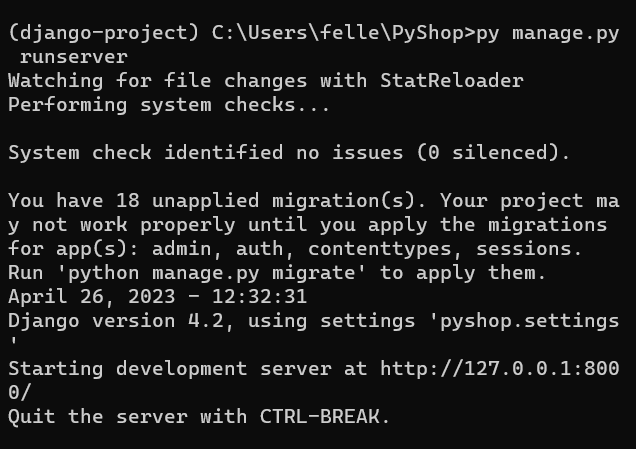 (django-project) C:\Users\felle\PyShop>py manage.py
 runserver
Watching for file changes with StatReloader
Performing system checks...

System check identified no issues (0 silenced).

You have 18 unapplied migration(s). Your project ma
y not work properly until you apply the migrations
for app(s): admin, auth, contenttypes, sessions.
Run 'python manage.py migrate' to apply them.
April 26, 2023 - 12:32:31
Django version 4.2, using settings 'pyshop.settings
'
Starting development server at http://127.0.0.1:800
0/
Quit the server with CTRL-BREAK.